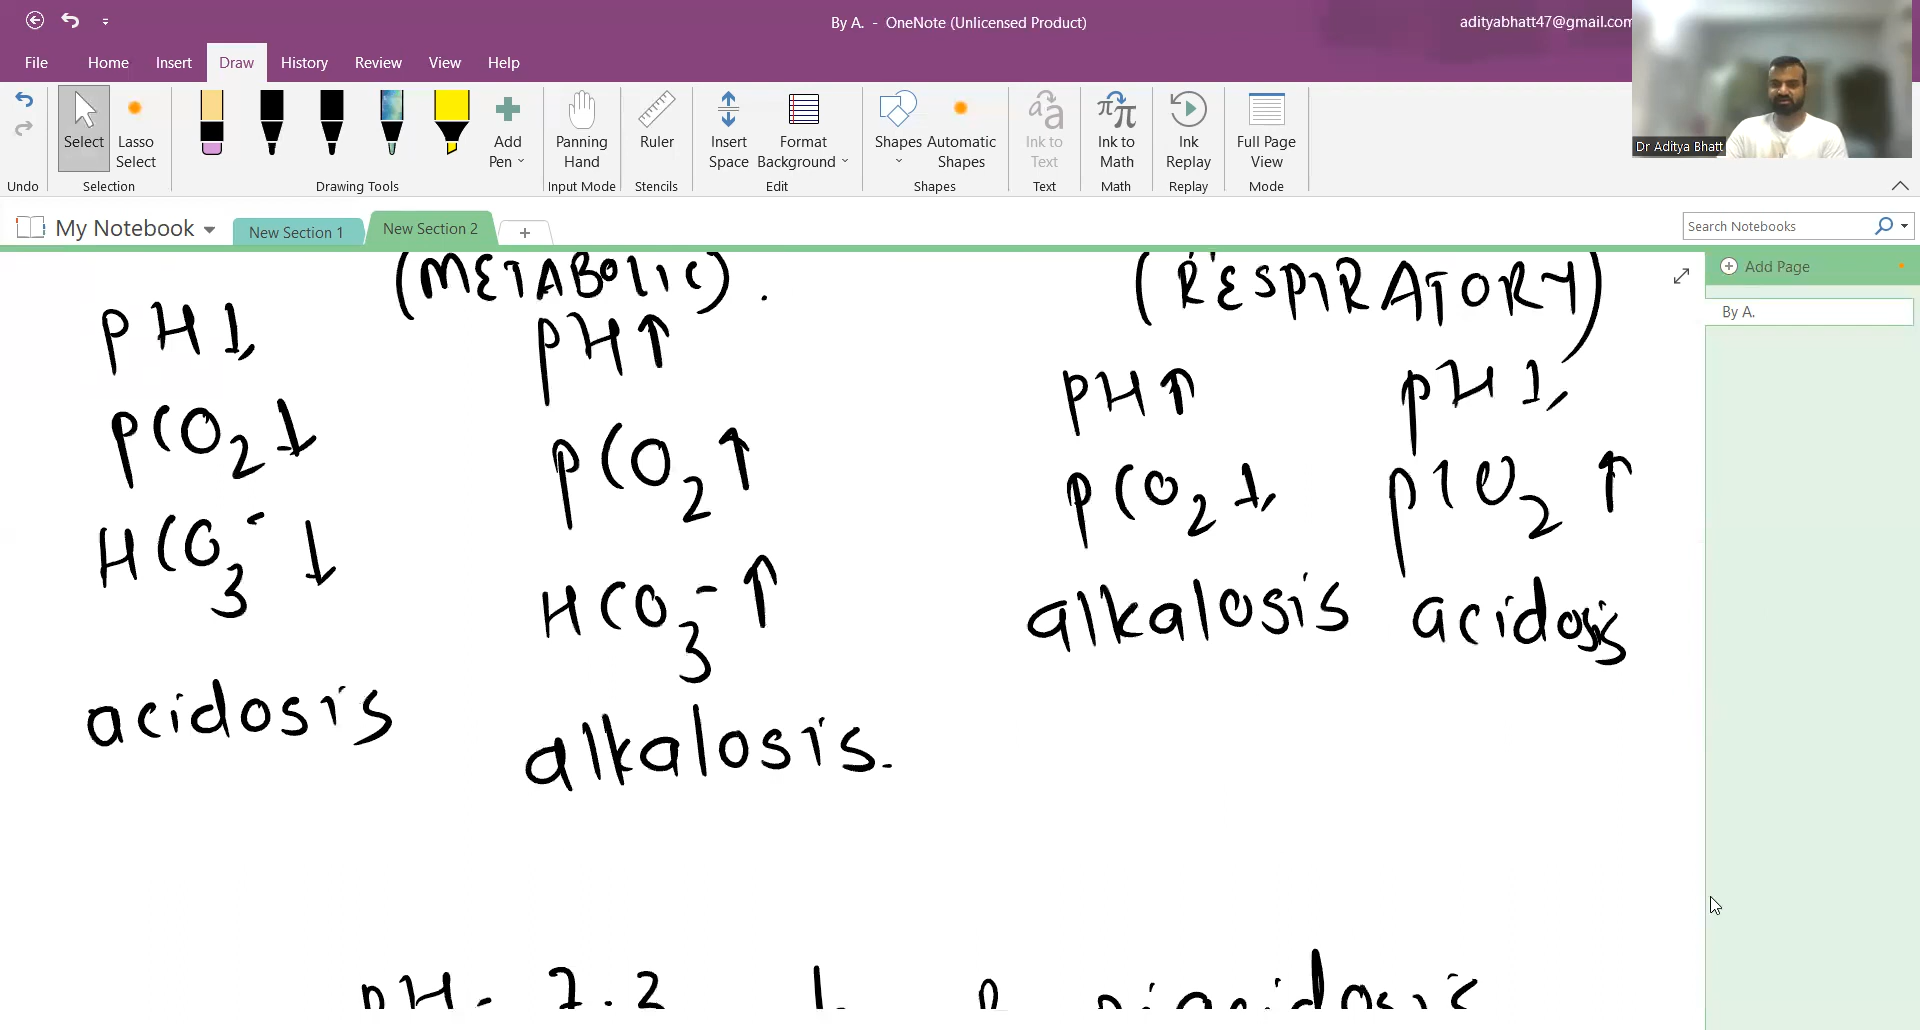 By A. - OneNote (Unlicensed Product)
adityabhatt47@gmail.com
File Home Insert Draw History Review View Help
Select
Lasso Select
Add Pen
Panning Hand
Ruler
Insert Space
Format Background
Shapes
Automatic Shapes
Ink to Text
Ink to Math
Ink Replay
Full Page View
Undo Selection Drawing Tools Input Mode Stencils Edit Shapes Text Math Replay Mode
Dr Aditya Bhatt
My Notebook New Section 1 New Section 2 +
Search Notebooks
Add Page
By A.
(METABOLIC).
pH↓
pCO2↓
HCO3-↓
acidosis
pH↑
pCO2↑
HCO3-↑
alkalosis.
(RESPIRATORY)
pH↑
pCO2↓
alkalosis
pH↓
pCO2↑
acidosis